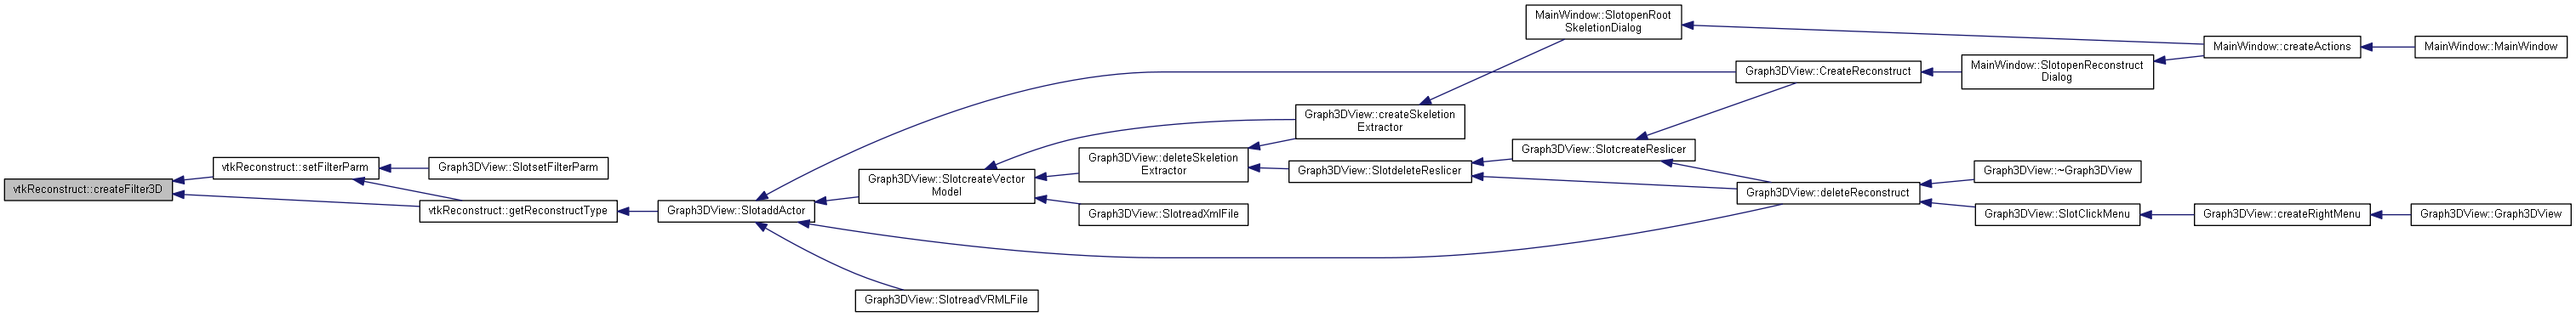 vtkReconstruct::createFilter3D
vtkReconstruct::setFilterParm
Graph3DView::SlotsetFilterParm
vtkReconstruct::getReconstructType
Graph3DView::SlotaddActor
Graph3DView::SlotcreateVector
Model
Graph3DView::SlotreadVRMLFile
Graph3DView::deleteSkeletion
Extractor
Graph3DView::SlotreadXmlFile
Graph3DView::createSkeletion
Extractor
Graph3DView::SlotdeleteReslicer
MainWindow::SlotopenRoot
SkeletionDialog
Graph3DView::SlotcreateReslicer
Graph3DView::CreateReconstruct
Graph3DView::deleteReconstruct
MainWindow::SlotopenReconstruct
Dialog
Graph3DView::~Graph3DView
Graph3DView::SlotClickMenu
MainWindow::createActions
Graph3DView::createRightMenu
MainWindow::MainWindow
Graph3DView::Graph3DView